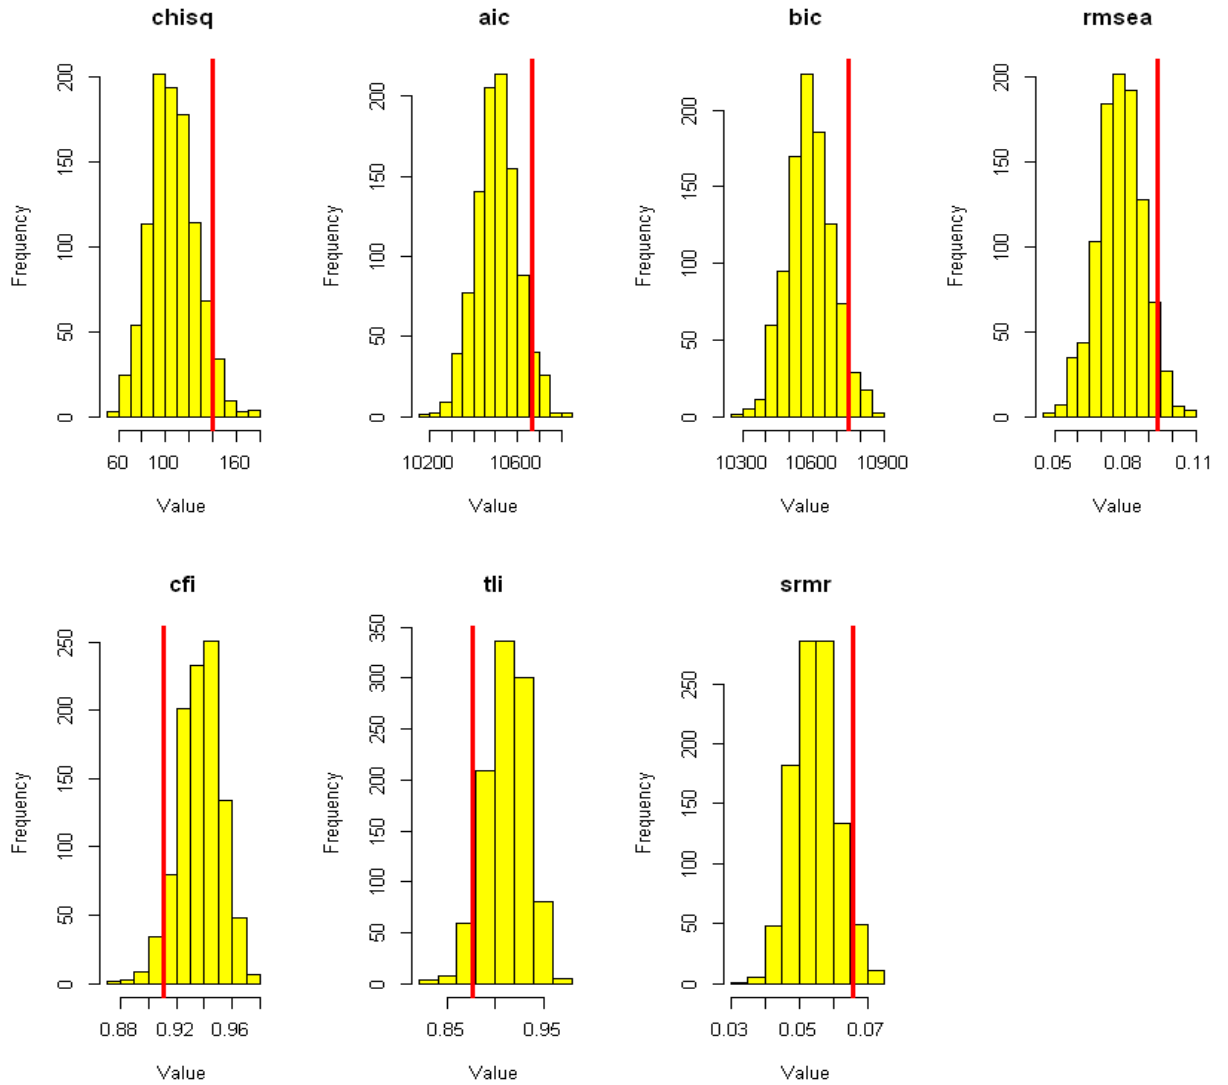 chisq
aic
bic
rmsea
Frequency
0 50 100 150 200
60 100 160
Value
Frequency
0 50 100 150 200
10200 10600
Value
Frequency
0 50 100 150 200
10300 10600 10900
Value
Frequency
0 50 100 150 200
0.05 0.08 0.11
Value
cfi
tli
srmr
Frequency
0 50 100 150 200 250
0.88 0.92 0.96
Value
Frequency
0 50 100 150 200 250 300 350
0.85 0.95
Value
Frequency
0 50 100 150 200 250
0.03 0.05 0.07
Value